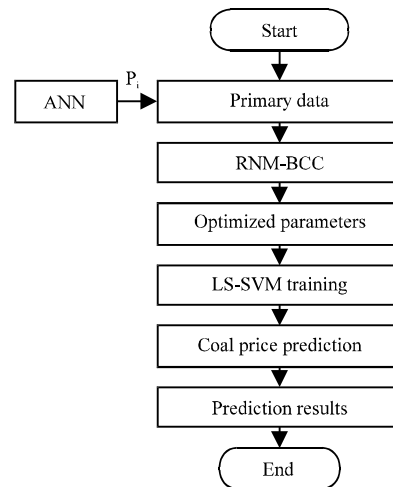 Start
P_i
ANN
Primary data
RNM-BCC
Optimized parameters
LS-SVM training
Coal price prediction
Prediction results
End